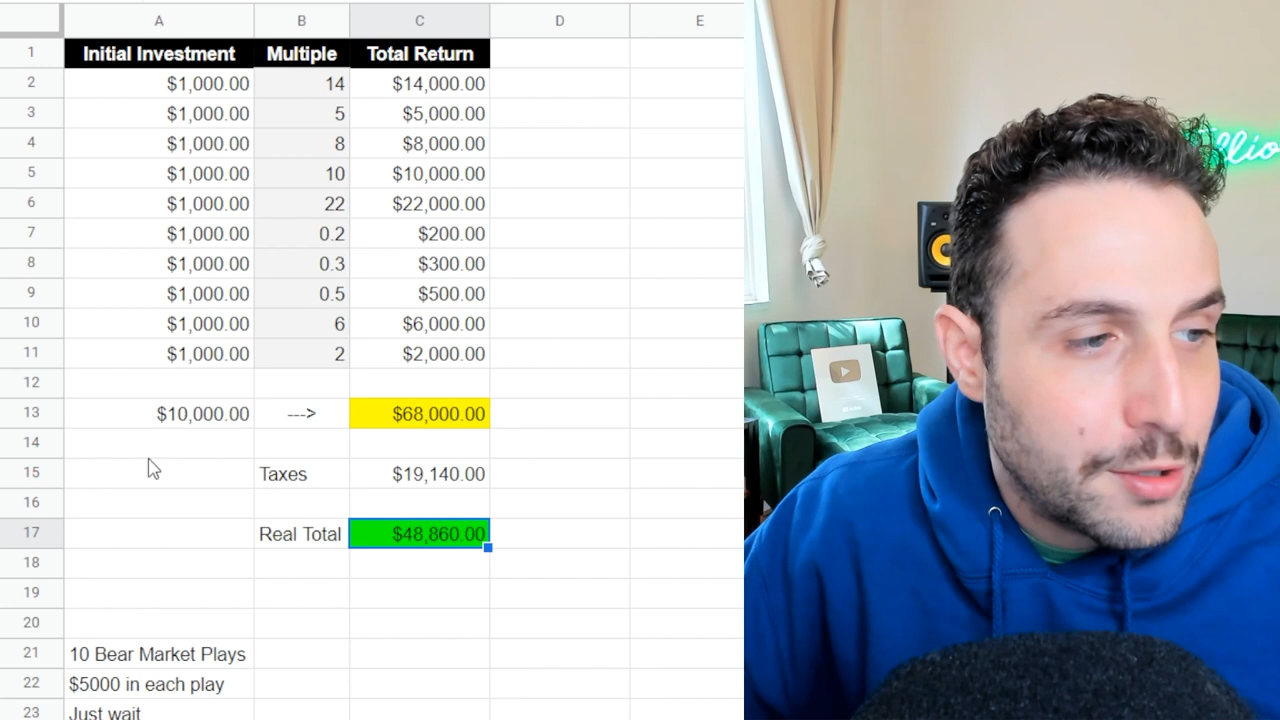 A B C D E
1 Initial Investment Multiple Total Return
2 $1,000.00 14 $14,000.00
3 $1,000.00 5 $5,000.00
4 $1,000.00 8 $8,000.00
5 $1,000.00 10 $10,000.00
6 $1,000.00 22 $22,000.00
7 $1,000.00 0.2 $200.00
8 $1,000.00 0.3 $300.00
9 $1,000.00 0.5 $500.00
10 $1,000.00 6 $6,000.00
11 $1,000.00 2 $2,000.00
12
13 $10,000.00 ---> $68,000.00
14
15 Taxes $19,140.00
16
17 Real Total $48,860.00
18
19
20
21 10 Bear Market Plays
22 $5000 in each play
23 Just wait